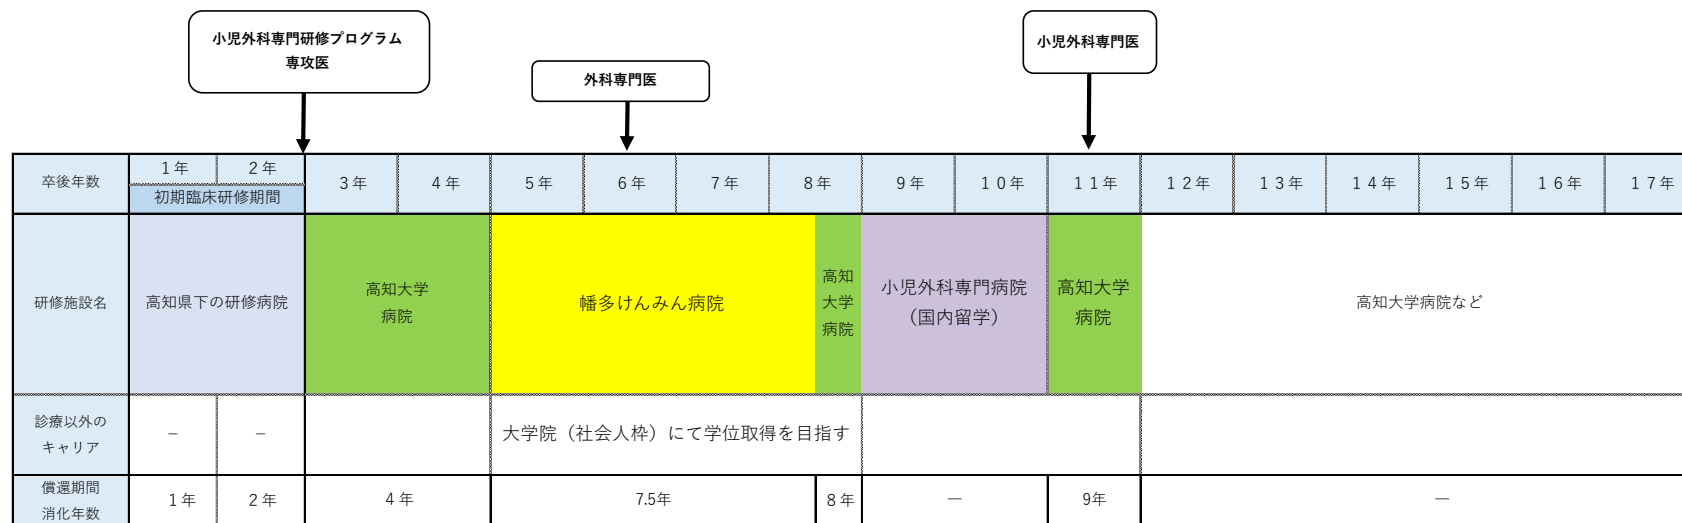 小児外科専門研修プログラム
専攻医
外科専門医
小児外科専門医
卒後年数
1年
2年
初期臨床研修期間
3年
4年
5年
6年
7年
8年
9年
10年
11年
12年
13年
14年
15年
16年
17年
研修施設名
高知県下の研修病院
高知大学
病院
幡多けんみん病院
高知
大学
病院
小児外科専門病院
（国内留学）
高知大学
病院
高知大学病院など
診療以外の
キャリア
－
－
大学院（社会人枠）にて学位取得を目指す
償還期間
消化年数
1年
2年
4年
7.5年
8年
―
9年
―